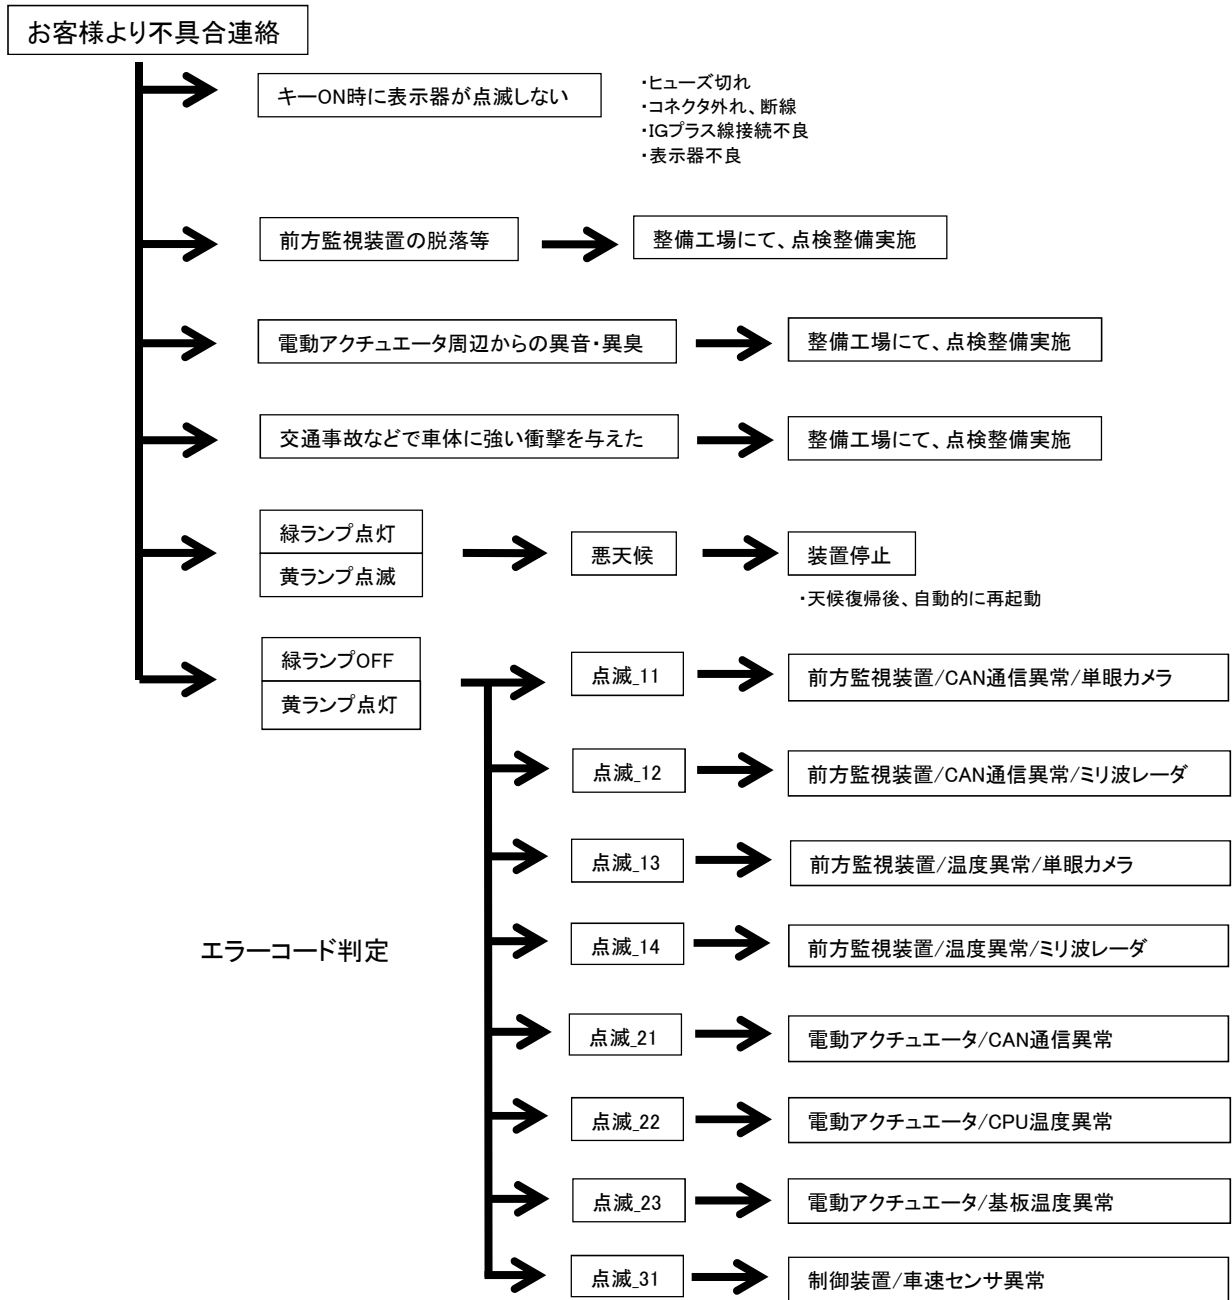 お客様より不具合連絡
キーON時に表示器が点滅しない
・ヒューズ切れ
・コネクタ外れ、断線
・IGプラス線接続不良
・表示器不良
前方監視装置の脱落等
整備工場にて、点検整備実施
電動アクチュエータ周辺からの異音・異臭
整備工場にて、点検整備実施
交通事故などで車体に強い衝撃を与えた
整備工場にて、点検整備実施
緑ランプ点灯
黄ランプ点滅
悪天候
装置停止
・天候復帰後、自動的に再起動
緑ランプOFF
黄ランプ点灯
エラーコード判定
点滅_11
前方監視装置/CAN通信異常/単眼カメラ
点滅_12
前方監視装置/CAN通信異常/ミリ波レーダ
点滅_13
前方監視装置/温度異常/単眼カメラ
点滅_14
前方監視装置/温度異常/ミリ波レーダ
点滅_21
電動アクチュエータ/CAN通信異常
点滅_22
電動アクチュエータ/CPU温度異常
点滅_23
電動アクチュエータ/基板温度異常
点滅_31
制御装置/車速センサ異常